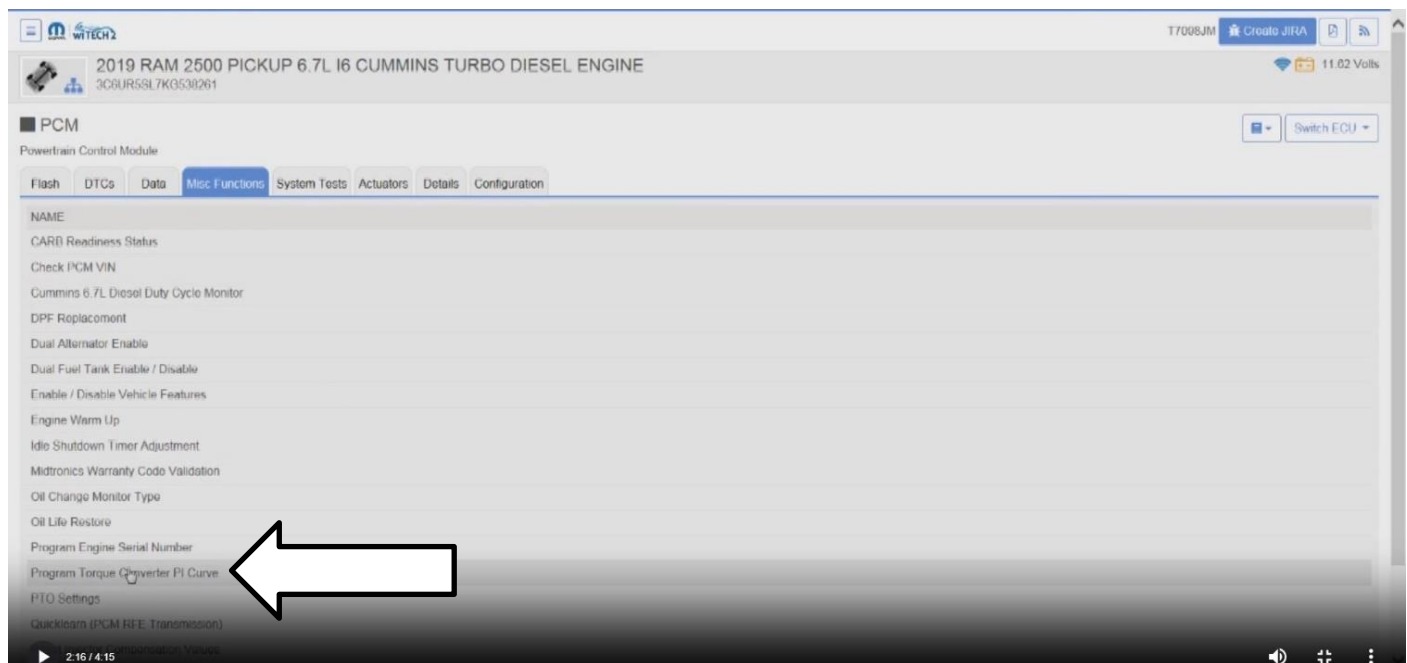 mopar wiTECH2
T7008JM Create JIRA
2019 RAM 2500 PICKUP 6.7L I6 CUMMINS TURBO DIESEL ENGINE
11.62 Volts
3C6UR5SL7KG538261
PCM
Switch ECU
Powertrain Control Module
Flash DTCs Data Misc Functions System Tests Actuators Details Configuration
NAME
CARB Readiness Status
Check PCM VIN
Cummins 6.7L Diesel Duty Cycle Monitor
DPF Replacement
Dual Alternator Enable
Dual Fuel Tank Enable / Disable
Enable / Disable Vehicle Features
Engine Warm Up
Idle Shutdown Timer Adjustment
Midtronics Warranty Code Validation
Oil Change Monitor Type
Oil Life Restore
Program Engine Serial Number
Program Torque Converter PI Curve
PTO Settings
Quicklearn (PCM RFE Transmission)
Compensation Values
2:16 / 4:15